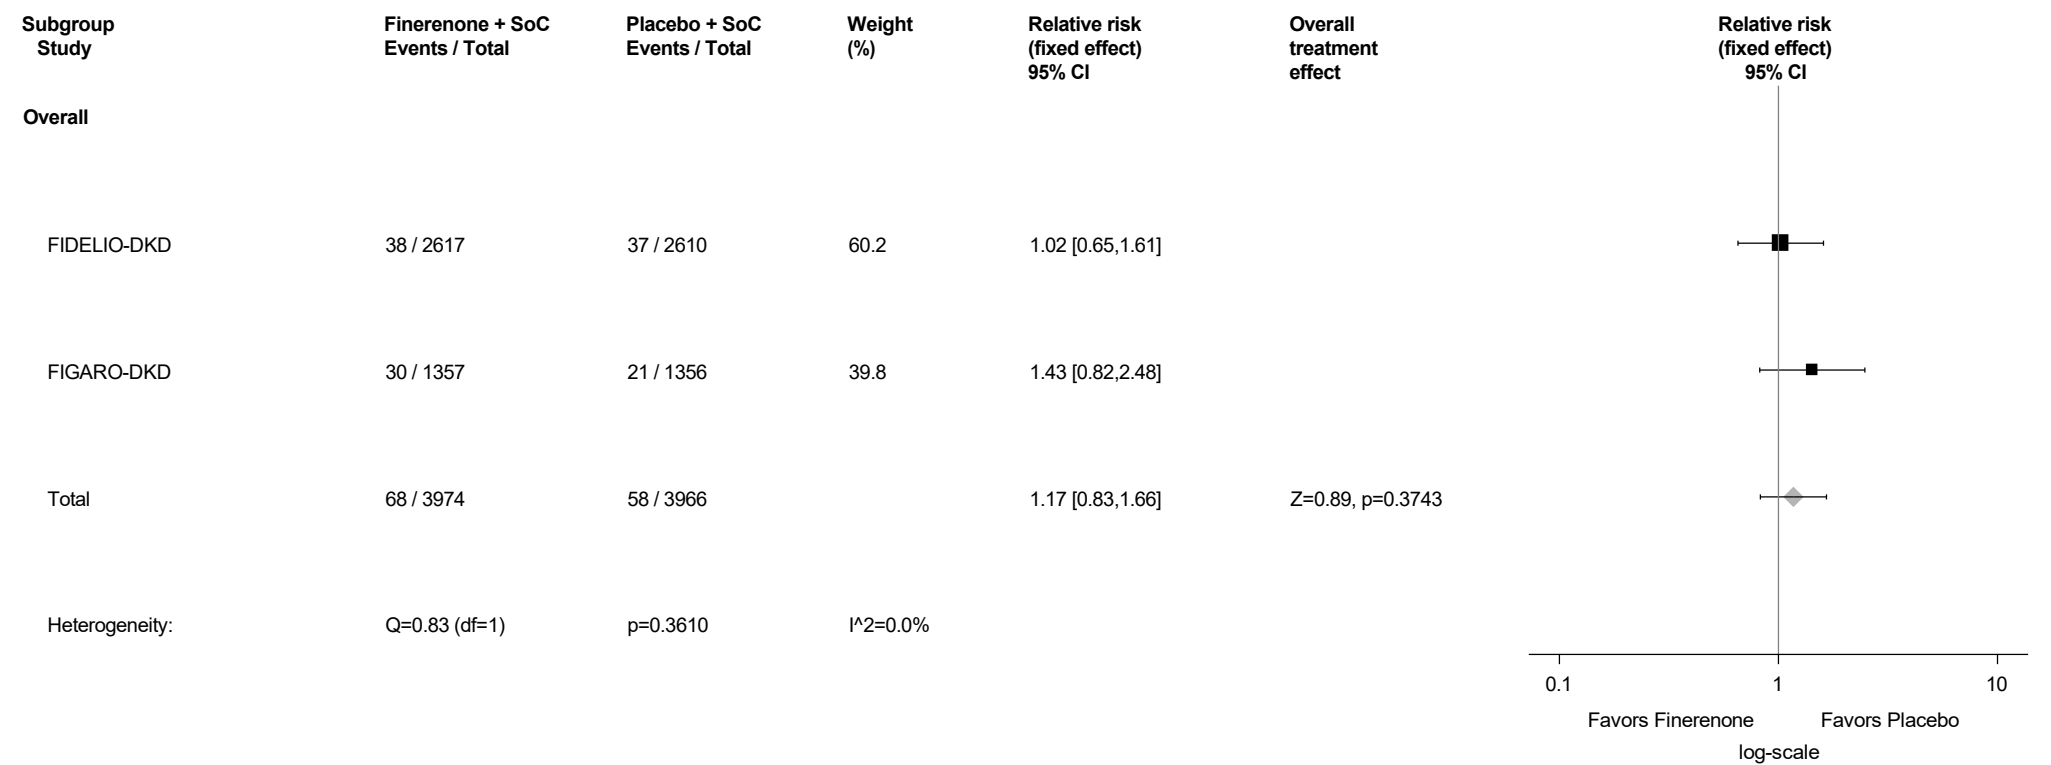 Subgroup Finerenone + SoC Placebo + SoC Weight Relative risk Overall Relative risk
Study Events / Total Events / Total (%) (fixed effect) treatment (fixed effect)
95% CI effect 95% CI
Overall
FIDELIO-DKD 38 / 2617 37 / 2610 60.2 1.02 [0.65,1.61]
FIGARO-DKD 30 / 1357 21 / 1356 39.8 1.43 [0.82,2.48]
Total 68 / 3974 58 / 3966 1.17 [0.83,1.66] Z=0.89, p=0.3743
Heterogeneity: Q=0.83 (df=1) p=0.3610 I^2=0.0%
0.1 1 10
Favors Finerenone Favors Placebo
log-scale